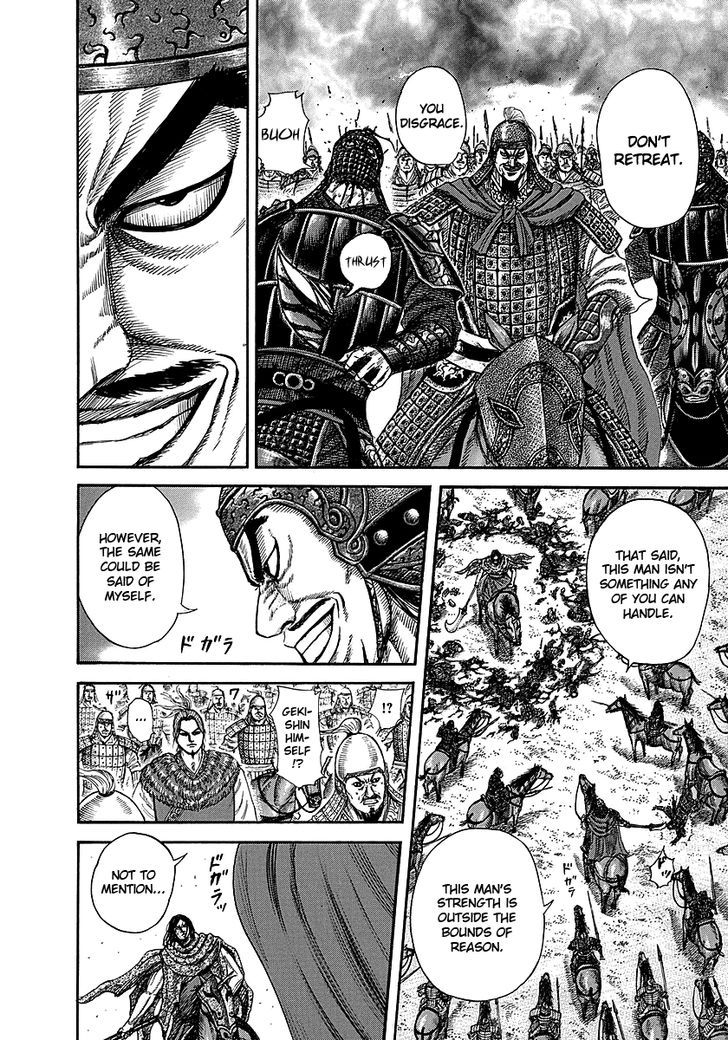 DON'T
RETREAT.
YOU
DISGRACE.
BUOH
THRUST
THAT SAID,
THIS MAN ISN'T
SOMETHING ANY
OF YOU CAN
HANDLE.
ドガラ
THIS MAN'S
STRENGTH IS
OUTSIDE THE
BOUNDS OF
REASON.
HOWEVER,
THE SAME
COULD BE
SAID OF
MYSELF.
ドガラ
!?
GEKI-
SHIN
HIM-
SELF
!?
ザワ
...
ドガッ
NOT TO
MENTION...